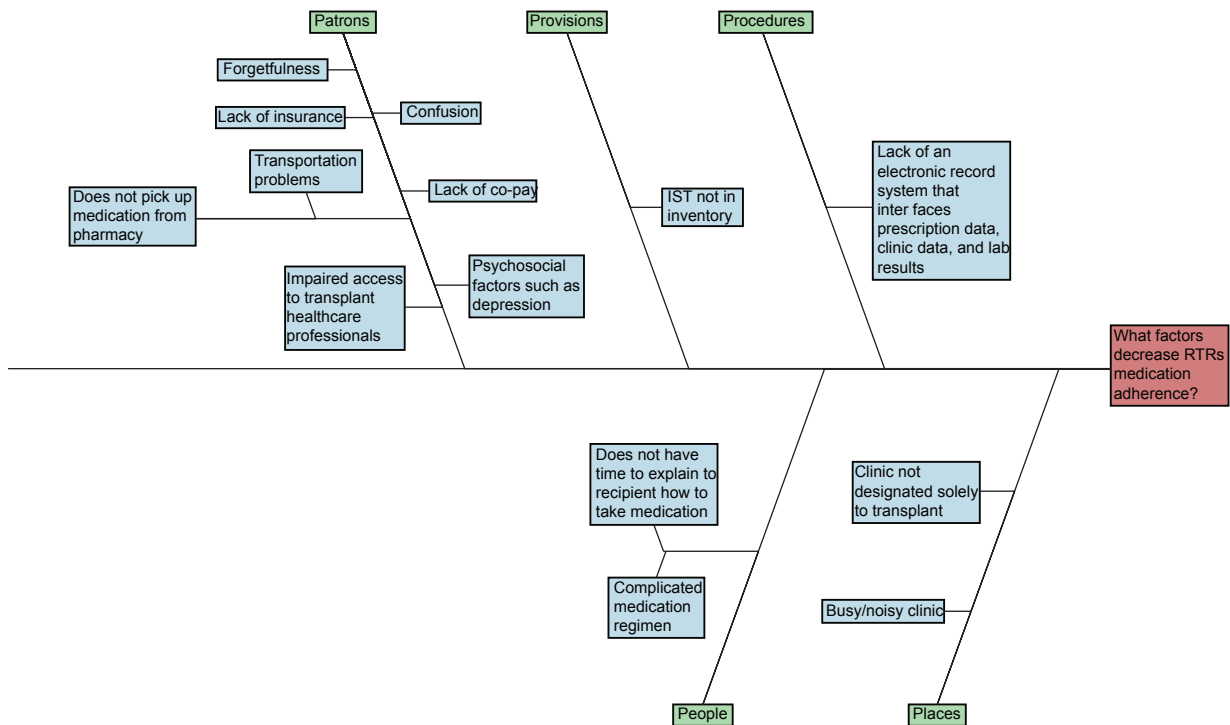 Patrons
Provisions
Procedures
Forgetfulness
Lack of insurance
Confusion
Transportation
problems
Does not pick up
medication from
pharmacy
Lack of co-pay
Impaired access
to transplant
healthcare
professionals
Psychosocial
factors such as
depression
IST not in
inventory
Lack of an
electronic record
system that
inter faces
prescription data,
clinic data, and lab
results
What factors
decrease RTRs
medication
adherence?
Does not have
time to explain to
recipient how to
take medication
Complicated
medication
regimen
Clinic not
designated solely
to transplant
Busy/noisy clinic
People
Places